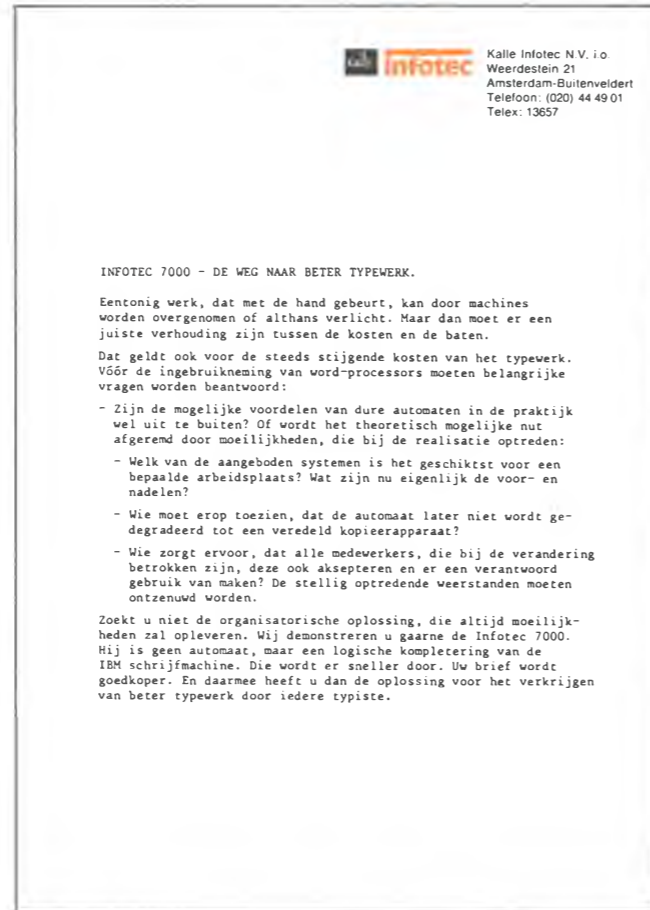 kalle infotec
Kalle Infotec N.V. i.o.
Weerdestein 21
Amsterdam-Buitenveldert
Telefoon: (020) 44 49 01
Telex: 13657
INFOTEC 7000 - DE WEG NAAR BETER TYPEWERK.
Eentonig werk, dat met de hand gebeurt, kan door machines
worden overgenomen of althans verlicht. Maar dan moet er een
juiste verhouding zijn tussen de kosten en de baten.
Dat geldt ook voor de steeds stijgende kosten van het typewerk.
Vóór de ingebruikneming van word-processors moeten belangrijke
vragen worden beantwoord:
- Zijn de mogelijke voordelen van dure automaten in de praktijk
wel uit te buiten? Of wordt het theoretisch mogelijke nut
afgeremd door moeilijkheden, die bij de realisatie optreden:
- Welk van de aangeboden systemen is het geschiktst voor een
bepaalde arbeidsplaats? Wat zijn nu eigenlijk de voor- en
nadelen?
- Wie moet erop toezien, dat de automaat later niet wordt ge-
degradeerd tot een veredeld kopieerapparaat?
- Wie zorgt ervoor, dat alle medewerkers, die bij de verandering
betrokken zijn, deze ook aksepteren en er een verantwoord
gebruik van maken? De stellig optredende weerstanden moeten
ontzenuwd worden.
Zoekt u niet de organisatorische oplossing, die altijd moeilijk-
heden zal opleveren. Wij demonstreren u gaarne de Infotec 7000.
Hij is geen automaat, maar een logische kompletering van de
IBM schrijfmachine. Die wordt er sneller door. Uw brief wordt
goedkoper. En daarmee heeft u dan de oplossing voor het verkrijgen
van beter typewerk door iedere typiste.